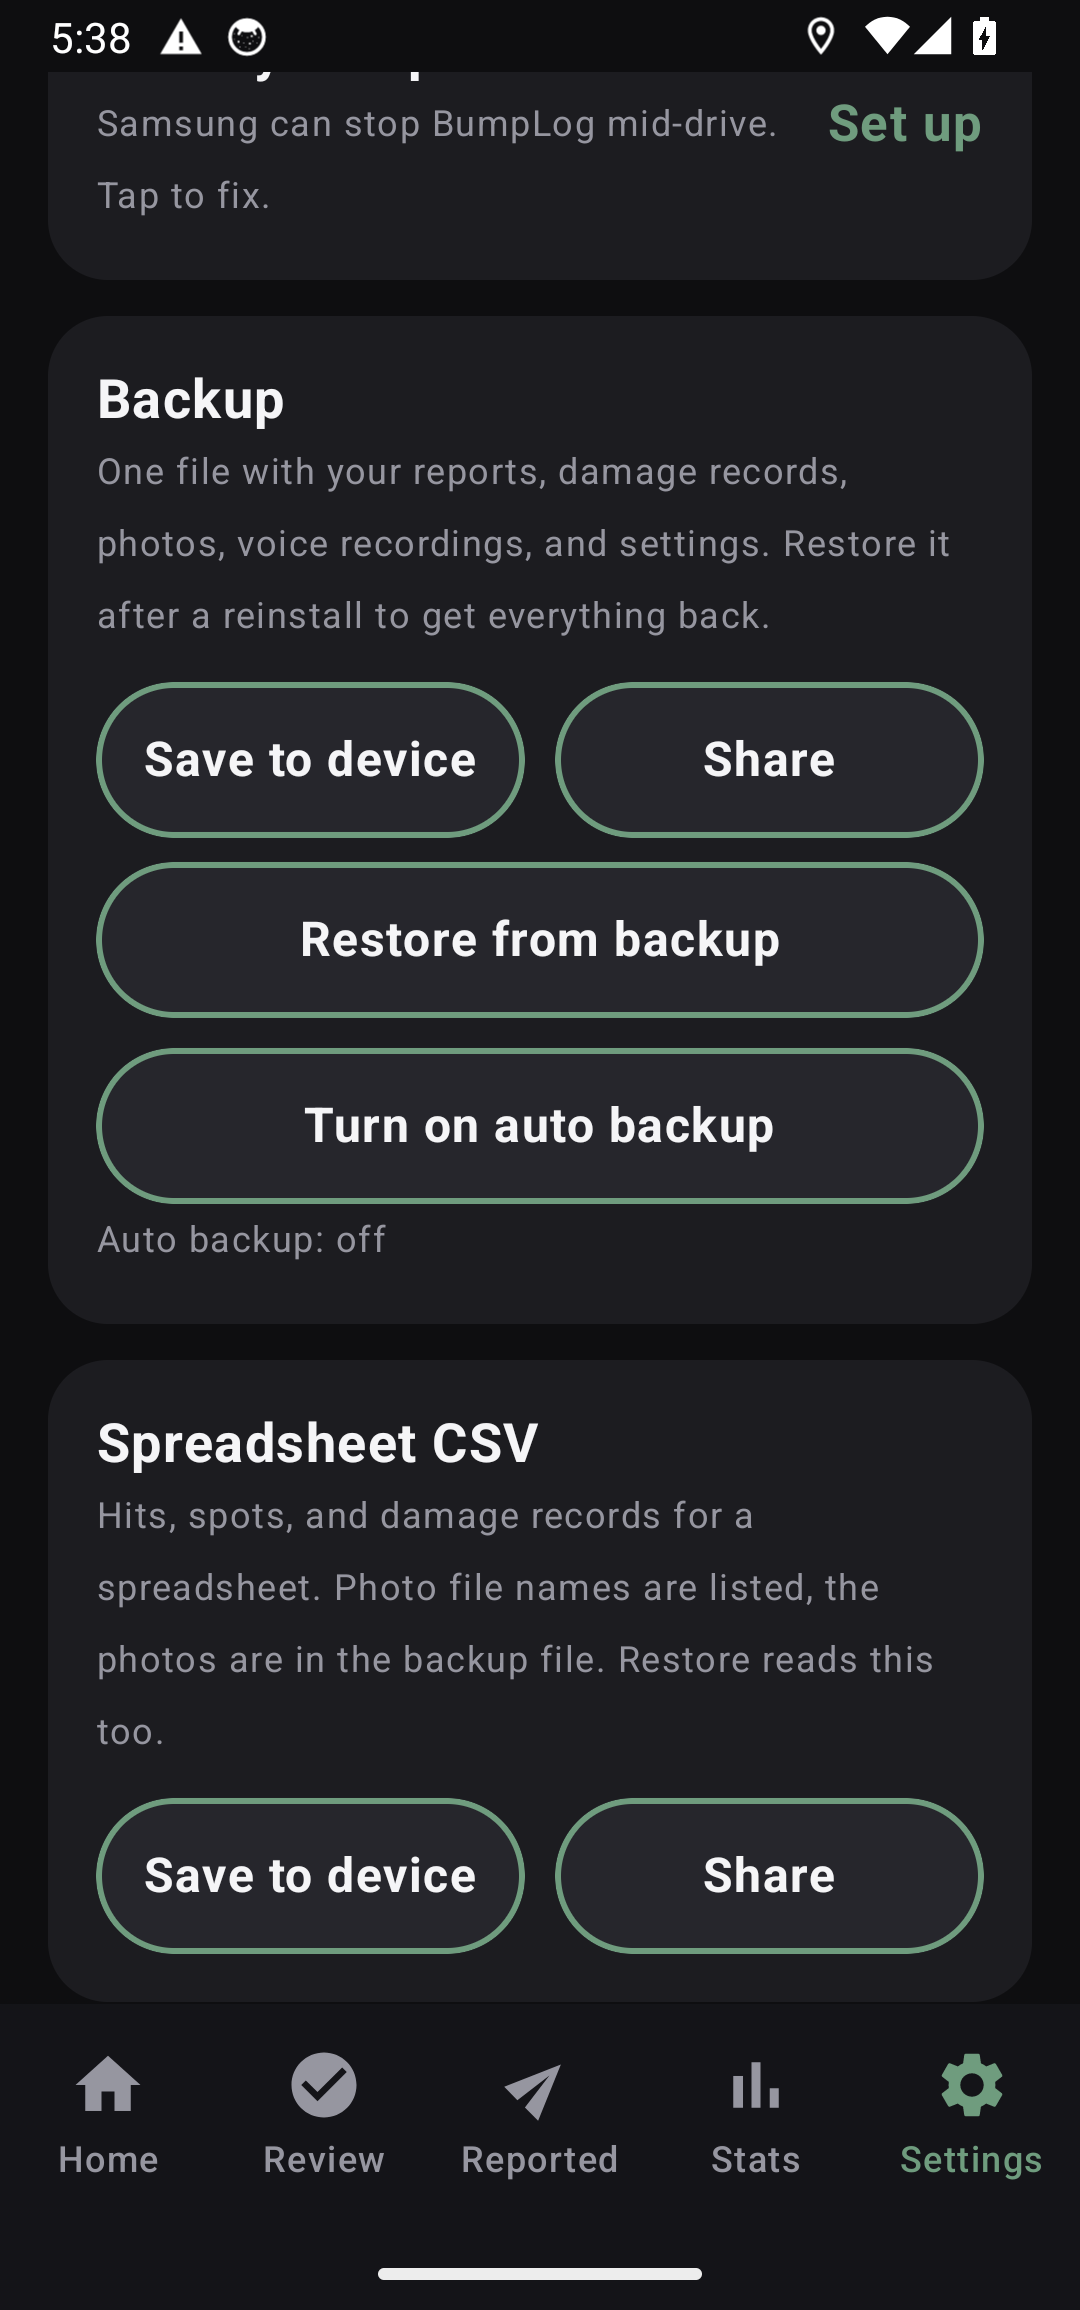 5:38
Samsung can stop BumpLog mid-drive.
Tap to fix.
Set up
Backup
One file with your reports, damage records,
photos, voice recordings, and settings. Restore it
after a reinstall to get everything back.
Save to device
Share
Restore from backup
Turn on auto backup
Auto backup: off
Spreadsheet CSV
Hits, spots, and damage records for a
spreadsheet. Photo file names are listed, the
photos are in the backup file. Restore reads this
too.
Save to device
Share
Home
Review
Reported
Stats
Settings